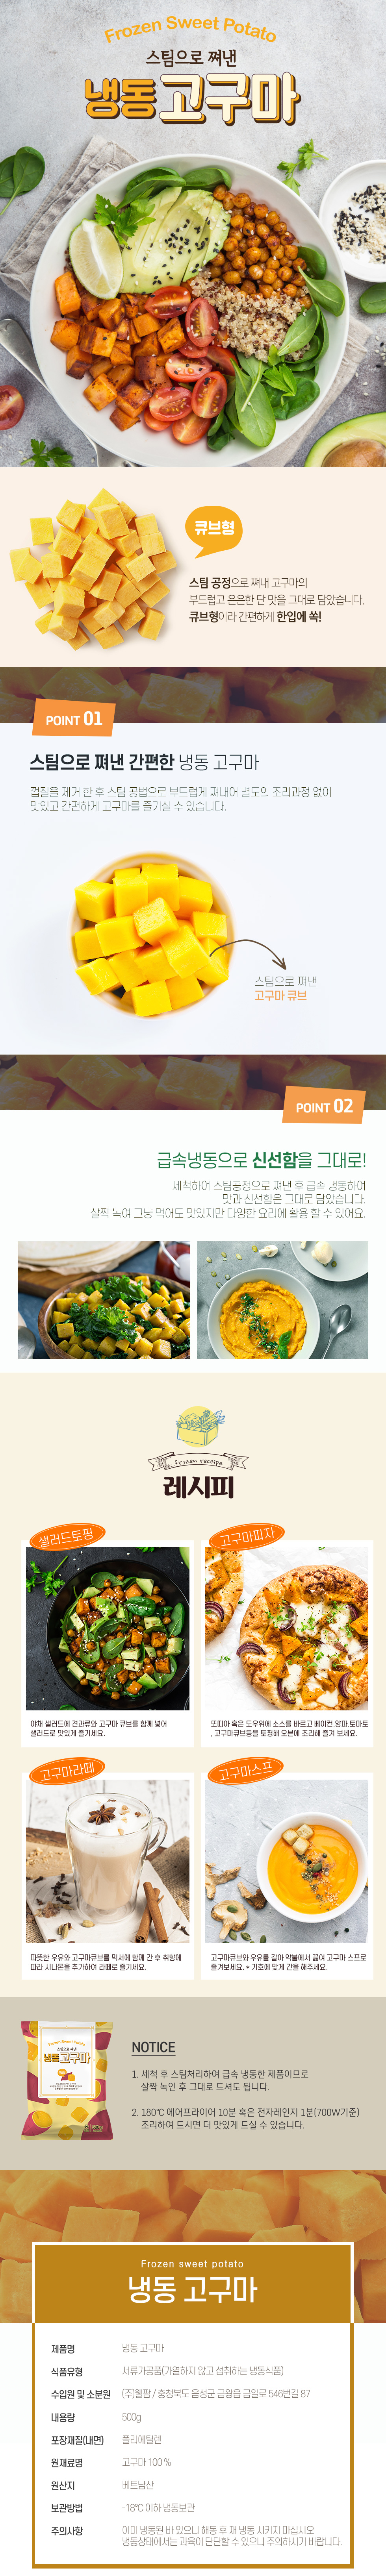 Frozen Sweet Potato
스팀으로 쪄낸
냉동고구마
큐브형
스팀 공정으로 쪄내 고구마의
부드럽고 은은한 단 맛을 그대로 담았습니다.
큐브형이라 간편하게 한입에 쏙!
POINT 01
스팀으로 쪄낸 간편한 냉동 고구마
껍질을 제거 한 후 스팀 공법으로 부드럽게 쪄내어 별도의 조리과정 없이
맛있고 간편하게 고구마를 즐기실 수 있습니다.
스팀으로 쪄낸
고구마 큐브
POINT 02
급속냉동으로 신선함을 그대로!
세척하여 스팀공정으로 쪄낸 후 급속 냉동하여
맛과 신선함은 그대로 담았습니다.
살짝 녹여 그냥 먹어도 맛있지만 다양한 요리에 활용 할 수 있어요.
frozen receipe
레시피
샐러드토핑
고구마피자
야채 샐러드에 견과류와 고구마 큐브를 함께 넣어
샐러드로 맛있게 즐기세요.
또띠아 혹은 도우위에 소스를 바르고 베이컨,양파,토마토
, 고구마큐브등을 토핑해 오븐에 조리해 즐겨 보세요.
고구마라떼
고구마스프
따뜻한 우유와 고구마큐브를 믹서에 함께 간 후 취향에
따라 시나몬을 추가하여 라떼로 즐기세요.
고구마큐브와 우유를 갈아 약불에서 끓여 고구마 스프로
즐겨보세요. * 기호에 맞게 간을 해주세요.
Frozen Sweet Potato
스팀으로 쪄낸
냉동고구마
NOTICE
1. 세척 후 스팀처리하여 급속 냉동한 제품이므로
살짝 녹인 후 그대로 드셔도 됩니다.
2. 180℃ 에어프라이어 10분 혹은 전자레인지 1분(700W기준)
조리하여 드시면 더 맛있게 드실 수 있습니다.
Frozen sweet potato
냉동 고구마
제품명 냉동 고구마
식품유형 서류가공품(가열하지 않고 섭취하는 냉동식품)
수입원 및 소분원 (주)웰팜 / 충청북도 음성군 금왕읍 금일로 546번길 87
내용량 500g
포장재질(내면) 폴리에틸렌
원재료명 고구마 100 %
원산지 베트남산
보관방법 -18℃ 이하 냉동보관
주의사항 이미 냉동된 바 있으니 해동 후 재 냉동 시키지 마십시오
냉동상태에서는 과육이 단단할 수 있으니 주의하시기 바랍니다.